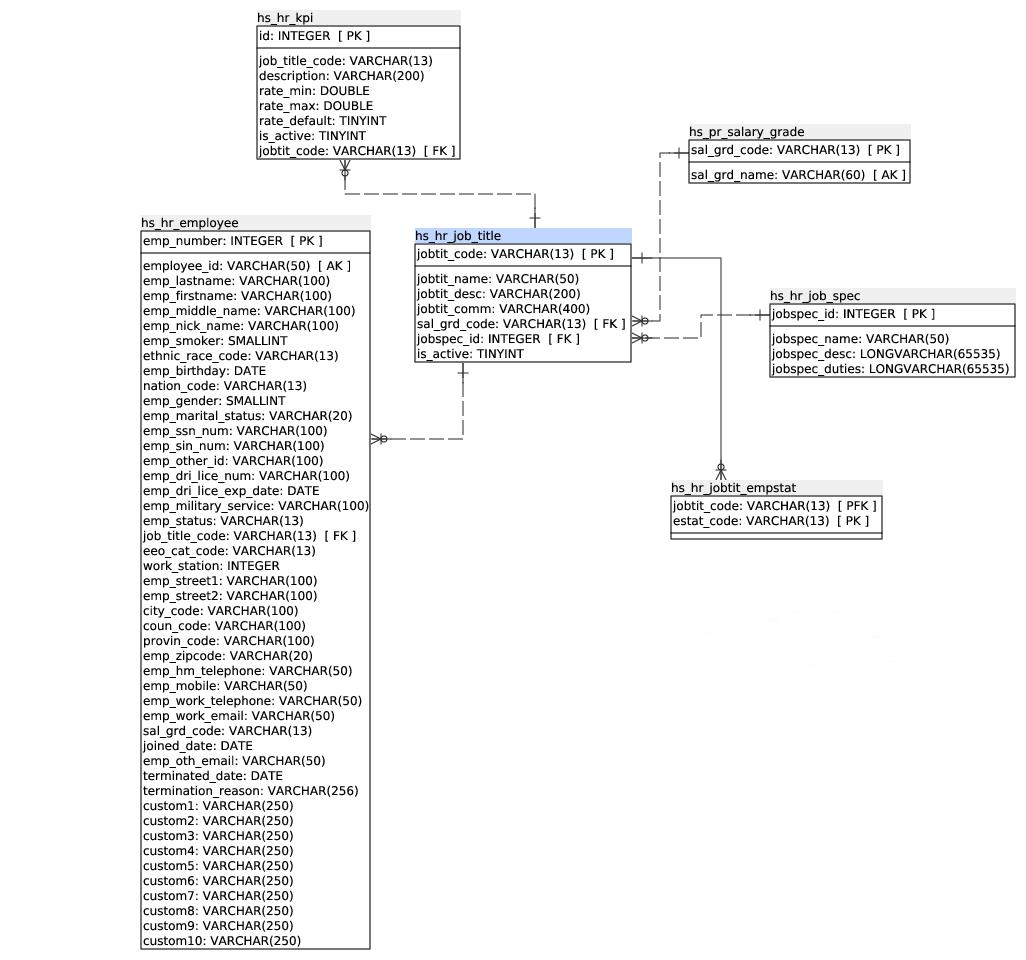 hs_hr_kpi
id: INTEGER [ PK ]
job_title_code: VARCHAR(13)
description: VARCHAR(200)
rate_min: DOUBLE
rate_max: DOUBLE
rate_default: TINYINT
is_active: TINYINT
jobtit_code: VARCHAR(13) [ FK ]
hs_pr_salary_grade
sal_grd_code: VARCHAR(13) [ PK ]
sal_grd_name: VARCHAR(60) [ AK ]
hs_hr_employee
emp_number: INTEGER [ PK ]
employee_id: VARCHAR(50) [ AK ]
emp_lastname: VARCHAR(100)
emp_firstname: VARCHAR(100)
emp_middle_name: VARCHAR(100)
emp_nick_name: VARCHAR(100)
emp_smoker: SMALLINT
ethnic_race_code: VARCHAR(13)
emp_birthday: DATE
nation_code: VARCHAR(13)
emp_gender: SMALLINT
emp_marital_status: VARCHAR(20)
emp_ssn_num: VARCHAR(100)
emp_sin_num: VARCHAR(100)
emp_other_id: VARCHAR(100)
emp_dri_lice_num: VARCHAR(100)
emp_dri_lice_exp_date: DATE
emp_military_service: VARCHAR(100)
emp_status: VARCHAR(13)
job_title_code: VARCHAR(13) [ FK ]
eeo_cat_code: VARCHAR(13)
work_station: INTEGER
emp_street1: VARCHAR(100)
emp_street2: VARCHAR(100)
city_code: VARCHAR(100)
coun_code: VARCHAR(100)
provin_code: VARCHAR(100)
emp_zipcode: VARCHAR(20)
emp_hm_telephone: VARCHAR(50)
emp_mobile: VARCHAR(50)
emp_work_telephone: VARCHAR(50)
emp_work_email: VARCHAR(50)
sal_grd_code: VARCHAR(13)
joined_date: DATE
emp_oth_email: VARCHAR(50)
terminated_date: DATE
termination_reason: VARCHAR(256)
custom1: VARCHAR(250)
custom2: VARCHAR(250)
custom3: VARCHAR(250)
custom4: VARCHAR(250)
custom5: VARCHAR(250)
custom6: VARCHAR(250)
custom7: VARCHAR(250)
custom8: VARCHAR(250)
custom9: VARCHAR(250)
custom10: VARCHAR(250)
hs_hr_job_title
jobtit_code: VARCHAR(13) [ PK ]
jobtit_name: VARCHAR(50)
jobtit_desc: VARCHAR(200)
jobtit_comm: VARCHAR(400)
sal_grd_code: VARCHAR(13) [ FK ]
jobspec_id: INTEGER [ FK ]
is_active: TINYINT
hs_hr_job_spec
jobspec_id: INTEGER [ PK ]
jobspec_name: VARCHAR(50)
jobspec_desc: LONGVARCHAR(65535)
jobspec_duties: LONGVARCHAR(65535)
hs_hr_jobtit_empstat
jobtit_code: VARCHAR(13) [ PFK ]
estat_code: VARCHAR(13) [ PK ]